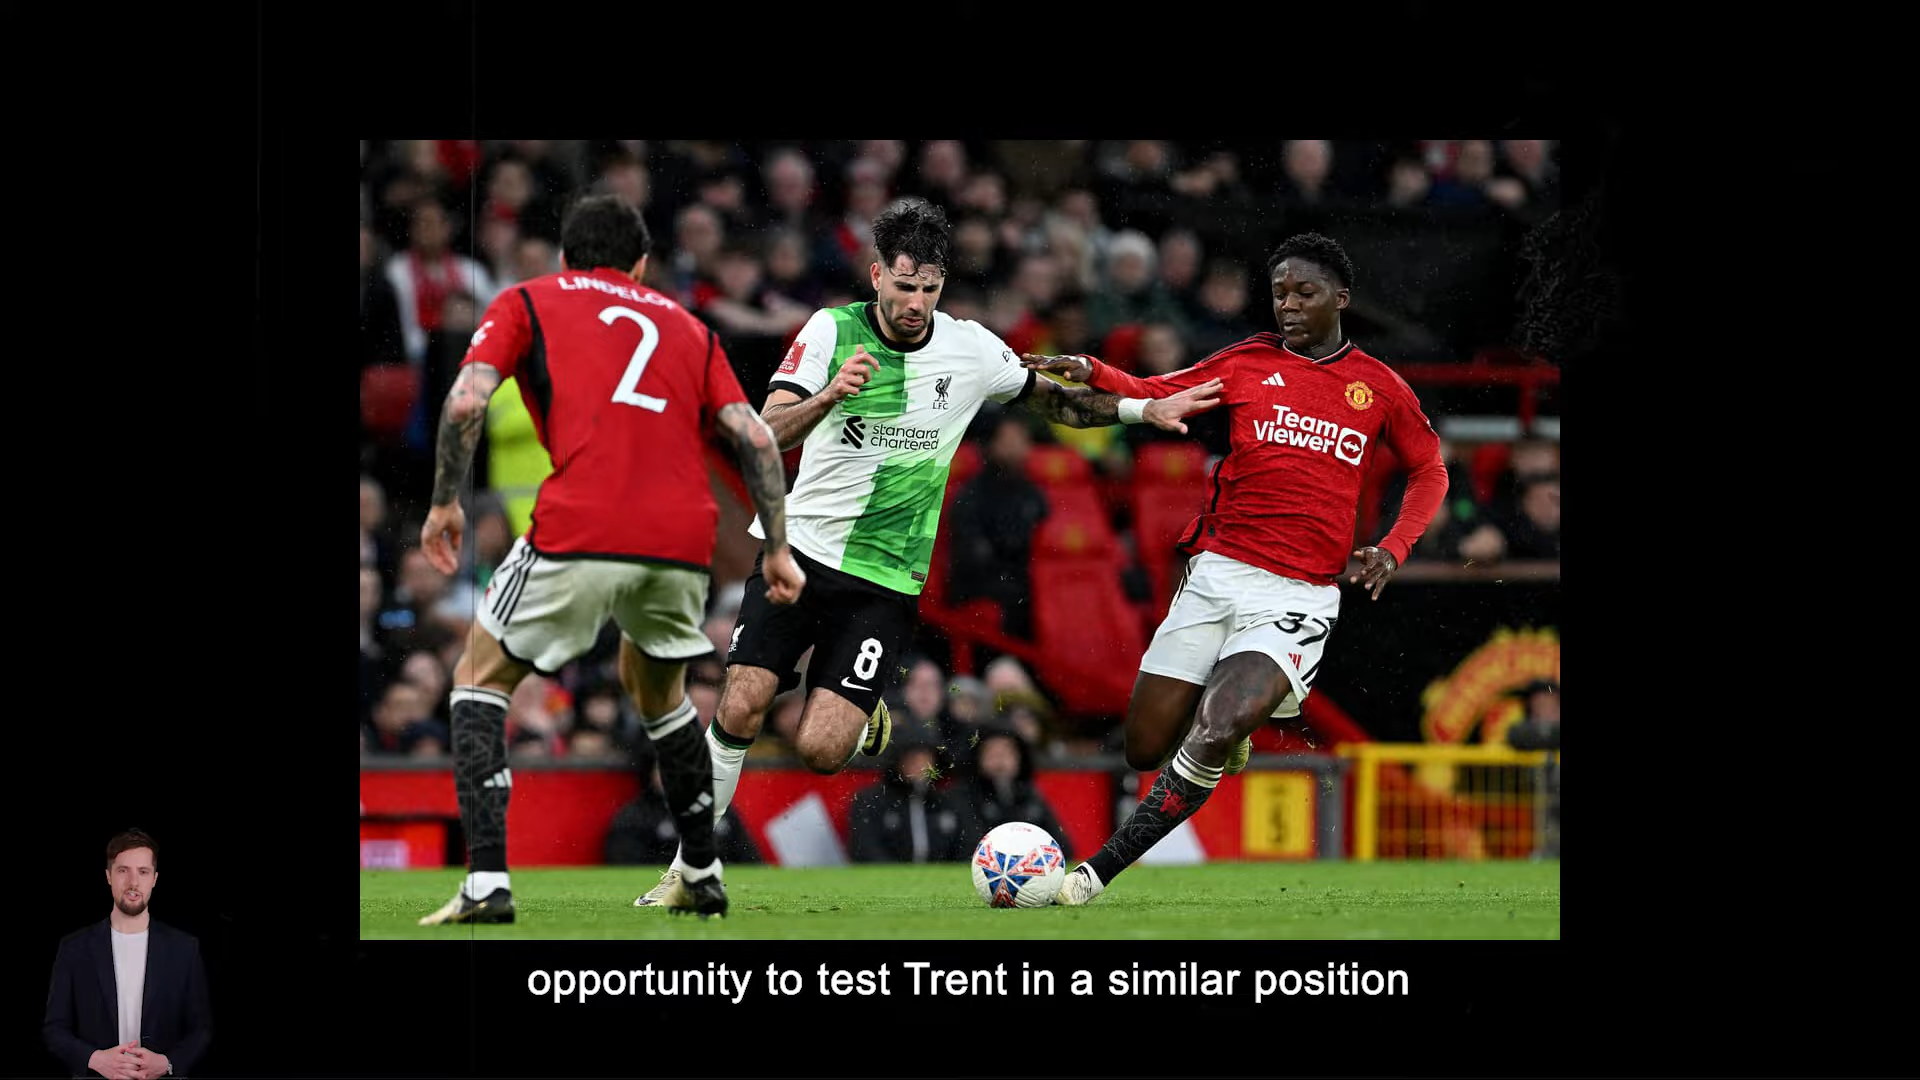 LINDELOF
2
LFC
standard
chartered
8
Team
Viewer
37
opportunity to test Trent in a similar position